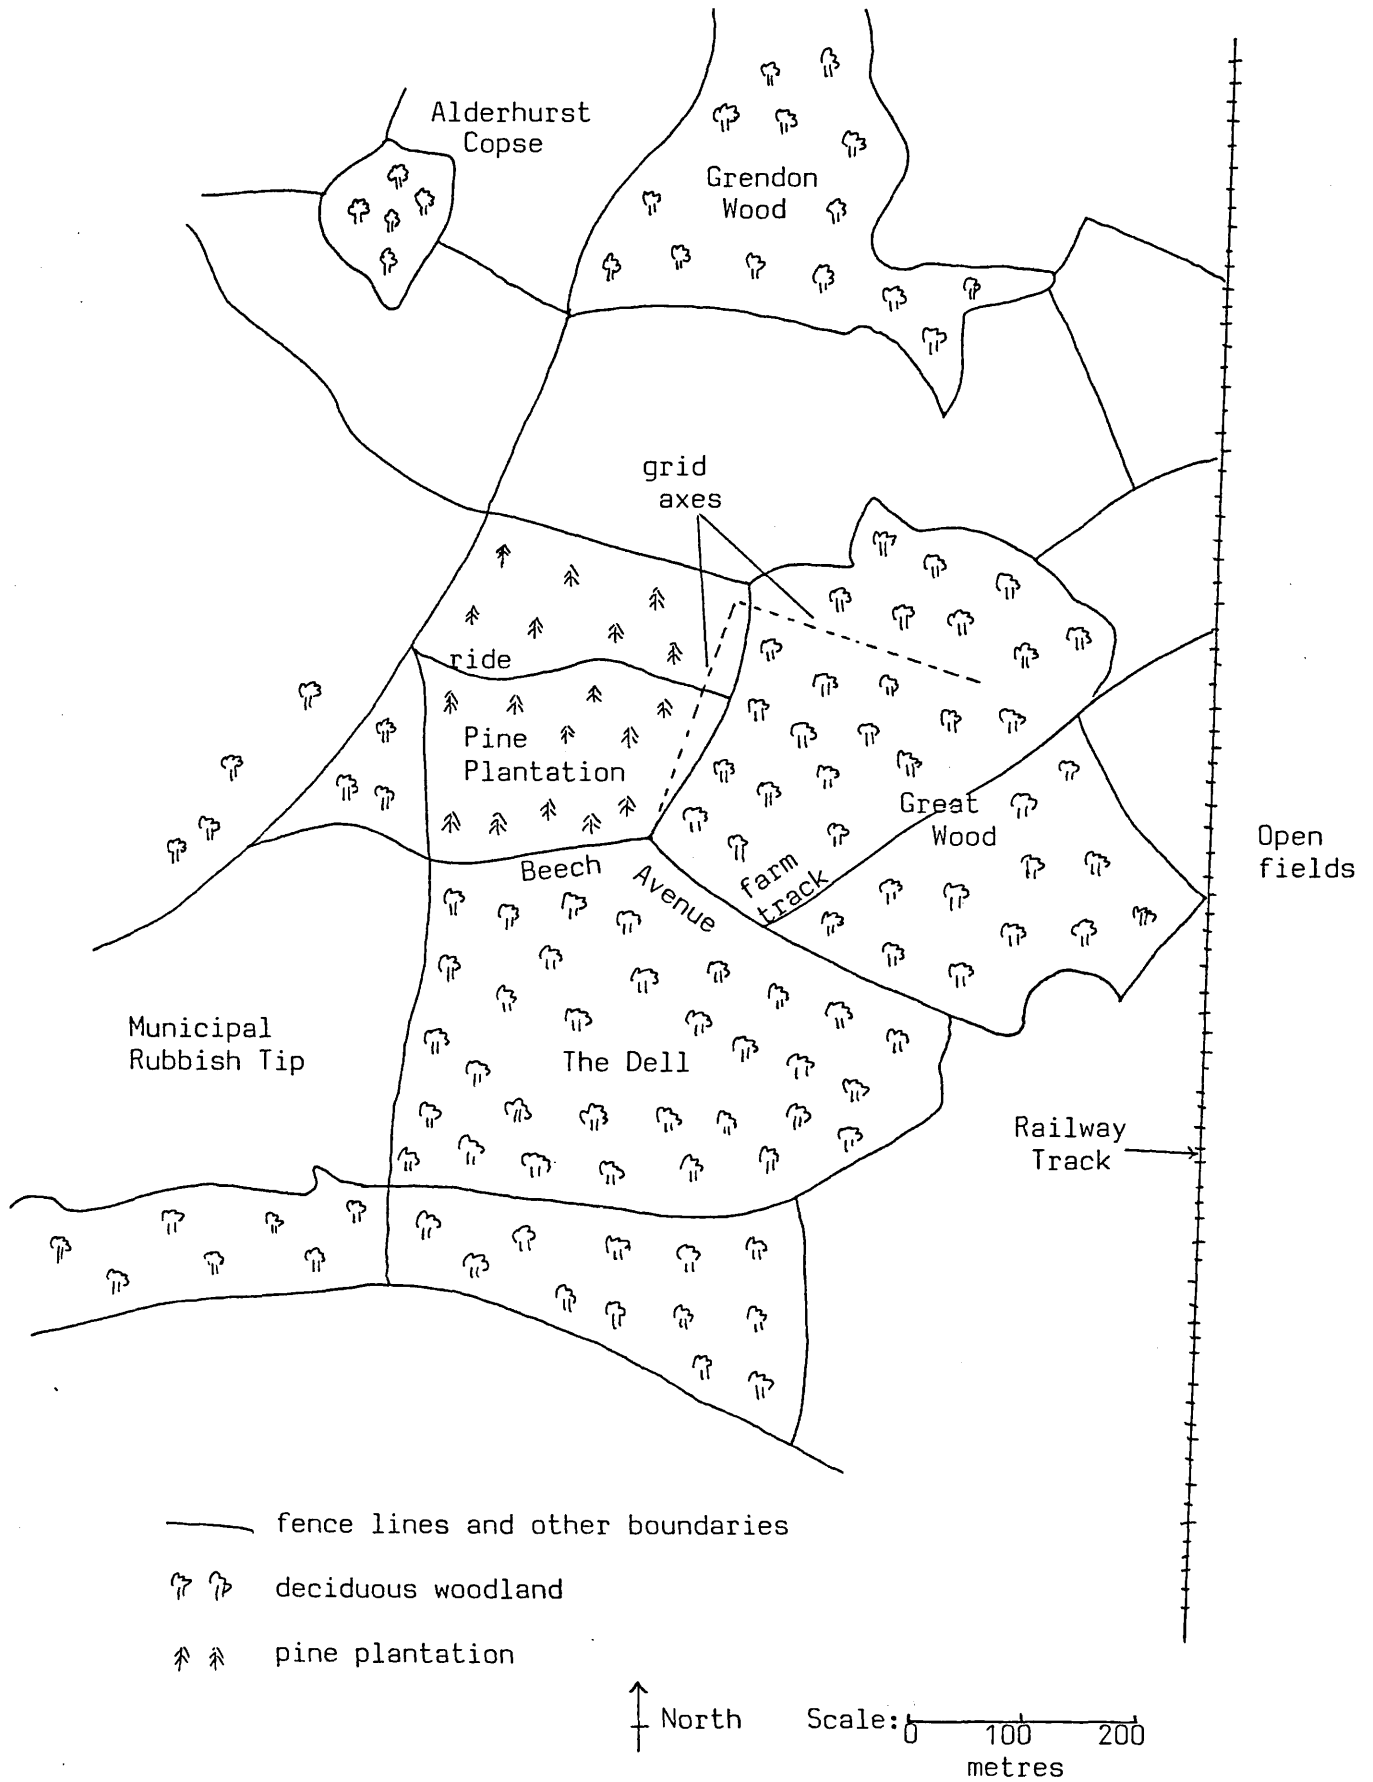 Alderhurst
Copse
Grendon
Wood
grid
axes
ride
Pine
Plantation
Great
Wood
Open
fields
Beech
Avenue
farm
track
Municipal
Rubbish Tip
The Dell
Railway
Track
fence lines and other boundaries
deciduous woodland
pine plantation
North
Scale:
0 100 200
metres